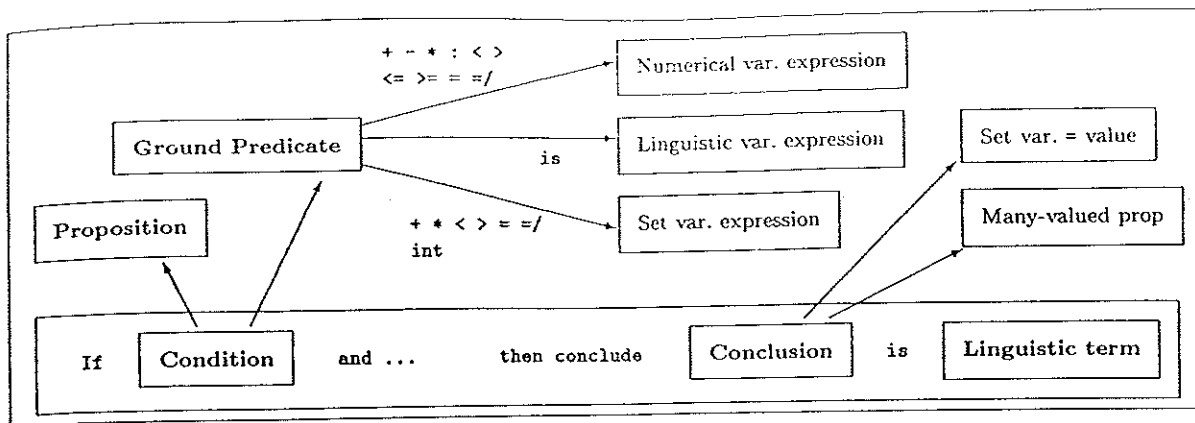 + - * : < >
<= >= = =/
Numerical var. expression
Ground Predicate
is
Linguistic var. expression
Set var. = value
Proposition
+ * < > = =/
int
Set var. expression
Many-valued prop
If Condition and ... then conclude Conclusion is Linguistic term